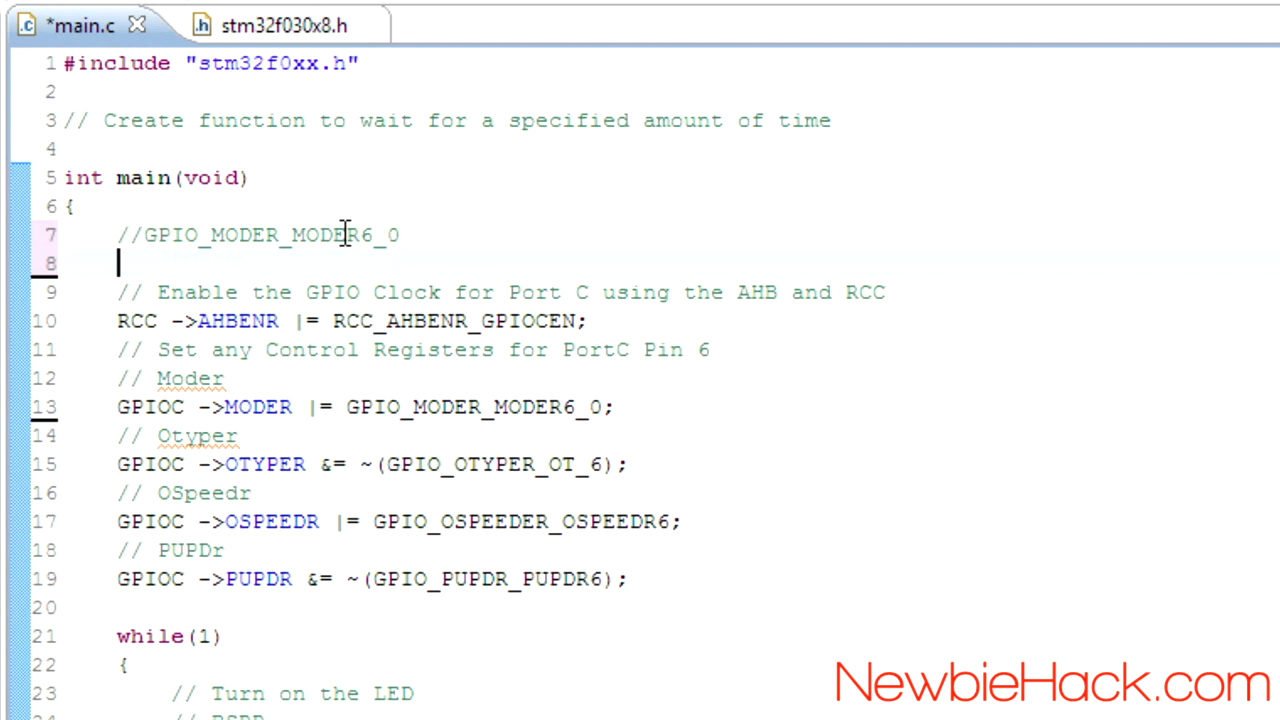 *main.c stm32f030x8.h
1 #include "stm32f0xx.h"
2
3 // Create function to wait for a specified amount of time
4
5 int main(void)
6 {
7 //GPIO_MODER_MODER6_0
8
9 // Enable the GPIO Clock for Port C using the AHB and RCC
10 RCC ->AHBENR |= RCC_AHBENR_GPIOCEN;
11 // Set any Control Registers for PortC Pin 6
12 // Moder
13 GPIOC ->MODER |= GPIO_MODER_MODER6_0;
14 // Otyper
15 GPIOC ->OTYPER &= ~(GPIO_OTYPER_OT_6);
16 // OSpeedr
17 GPIOC ->OSPEEDR |= GPIO_OSPEEDER_OSPEEDR6;
18 // PUPDr
19 GPIOC ->PUPDR &= ~(GPIO_PUPDR_PUPDR6);
20
21 while(1)
22 {
23 // Turn on the LED
NewbieHack.com